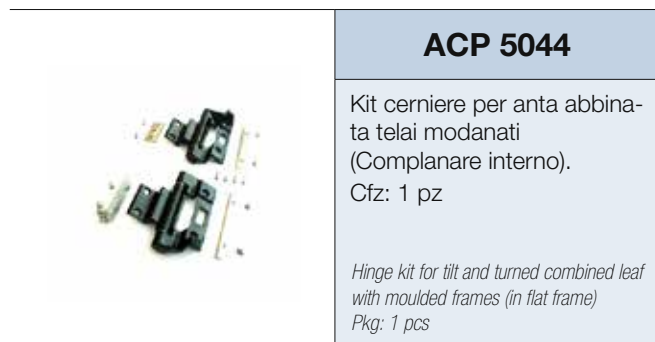 ACP 5044
Kit cerniere per anta abbina-
ta telai modanati
(Complanare interno).
Cfz: 1 pz
Hinge kit for tilt and turned combined leaf
with moulded frames (in flat frame)
Pkg: 1 pcs